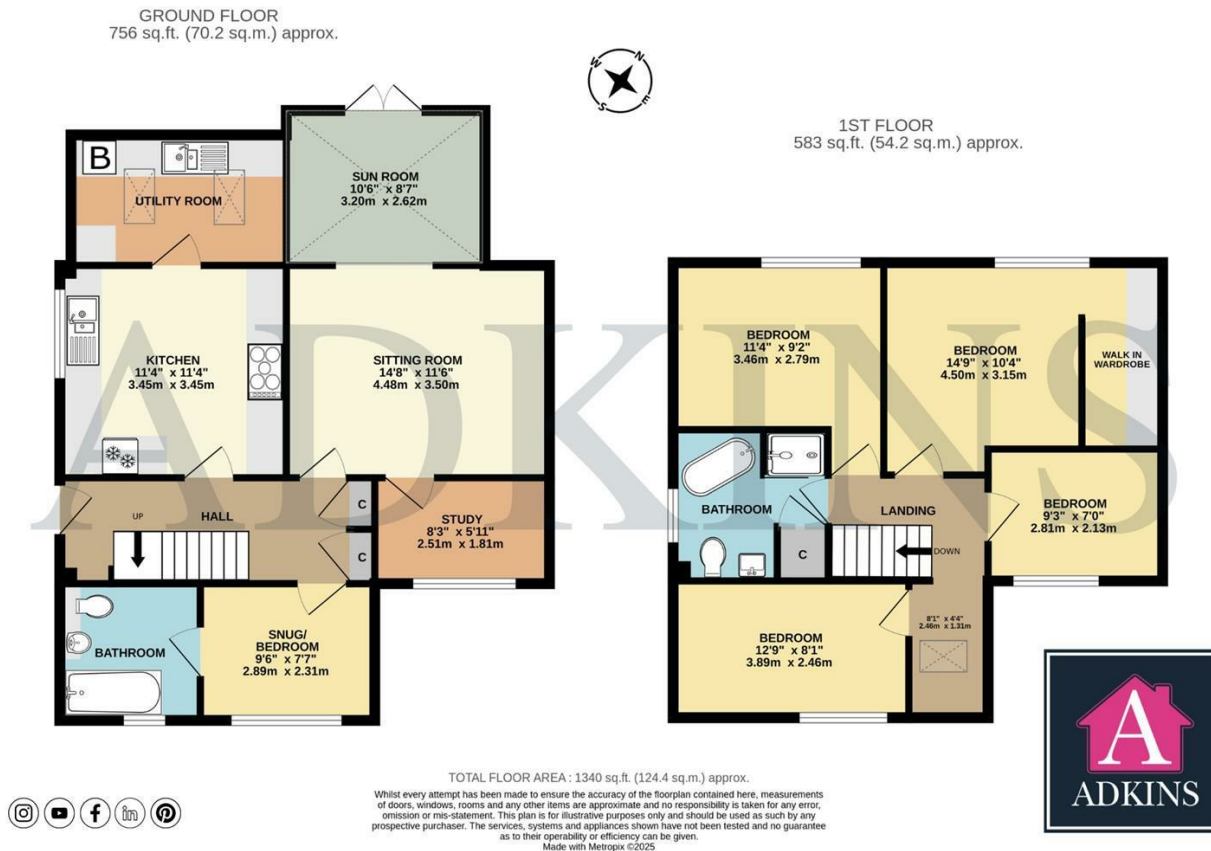 GROUND FLOOR
756 sq.ft. (70.2 sq.m.) approx.
B
UTILITY ROOM
SUN ROOM
10'6" x 8'7"
3.20m x 2.62m
KITCHEN
11'4" x 11'4"
3.45m x 3.45m
SITTING ROOM
14'8" x 11'6"
4.48m x 3.50m
UP
HALL
C
C
STUDY
8'3" x 5'11"
2.51m x 1.81m
BATHROOM
SNUG/
BEDROOM
9'6" x 7'7"
2.89m x 2.31m
N
W
E
S
1ST FLOOR
583 sq.ft. (54.2 sq.m.) approx.
BEDROOM
11'4" x 9'2"
3.46m x 2.79m
BEDROOM
14'9" x 10'4"
4.50m x 3.15m
WALK IN
WARDROBE
BATHROOM
C
LANDING
DOWN
BEDROOM
9'3" x 7'0"
2.81m x 2.13m
BEDROOM
12'9" x 8'1"
3.89m x 2.46m
8'1" x 4'4"
2.46m x 1.31m
ADKINS
A
ADKINS
in
TOTAL FLOOR AREA : 1340 sq.ft. (124.4 sq.m.) approx.
Whilst every attempt has been made to ensure the accuracy of the floorplan contained here, measurements
of doors, windows, rooms and any other items are approximate and no responsibility is taken for any error,
omission or mis-statement. This plan is for illustrative purposes only and should be used as such by any
prospective purchaser. The services, systems and appliances shown have not been tested and no guarantee
as to their operability or efficiency can be given.
Made with Metropix ©2025